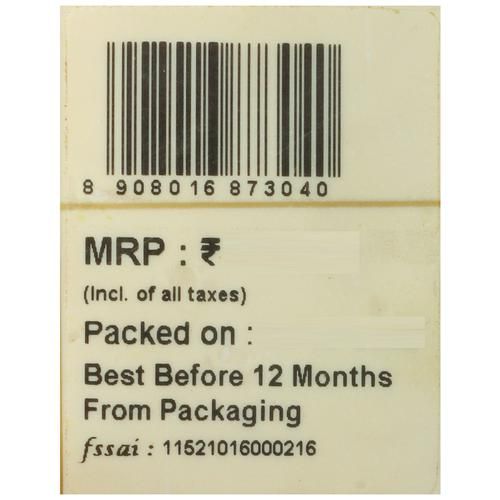 8 908016 873040
MRP : ₹
(Incl. of all taxes)
Packed on :
Best Before 12 Months
From Packaging
fssai : 11521016000216